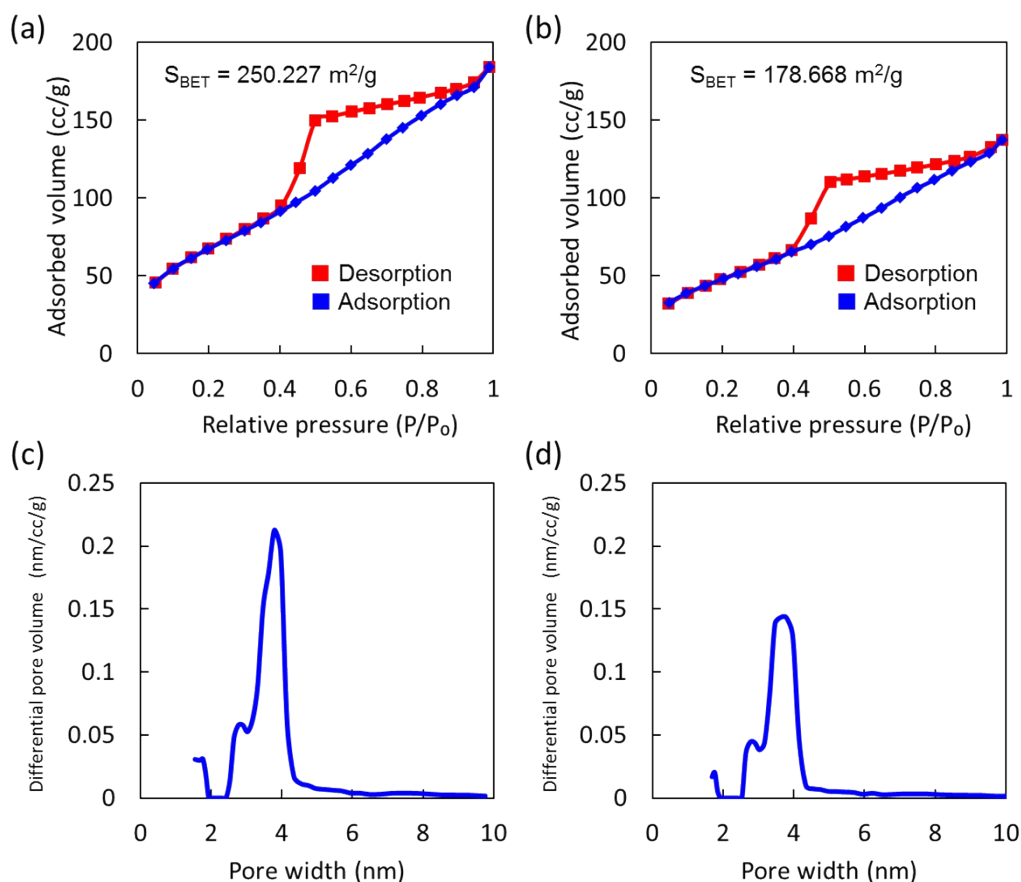 (a)
200
150
100
50
0
Adsorbed volume (cc/g)
S_BET = 250.227 m²/g
Desorption
Adsorption
0 0.2 0.4 0.6 0.8 1
Relative pressure (P/P₀)
(b)
200
150
100
50
0
Adsorbed volume (cc/g)
S_BET = 178.668 m²/g
Desorption
Adsorption
0 0.2 0.4 0.6 0.8 1
Relative pressure (P/P₀)
(c)
0.25
0.2
0.15
0.1
0.05
0
Differential pore volume (nm/cc/g)
0 2 4 6 8 10
Pore width (nm)
(d)
0.25
0.2
0.15
0.1
0.05
0
Differential pore volume (nm/cc/g)
0 2 4 6 8 10
Pore width (nm)